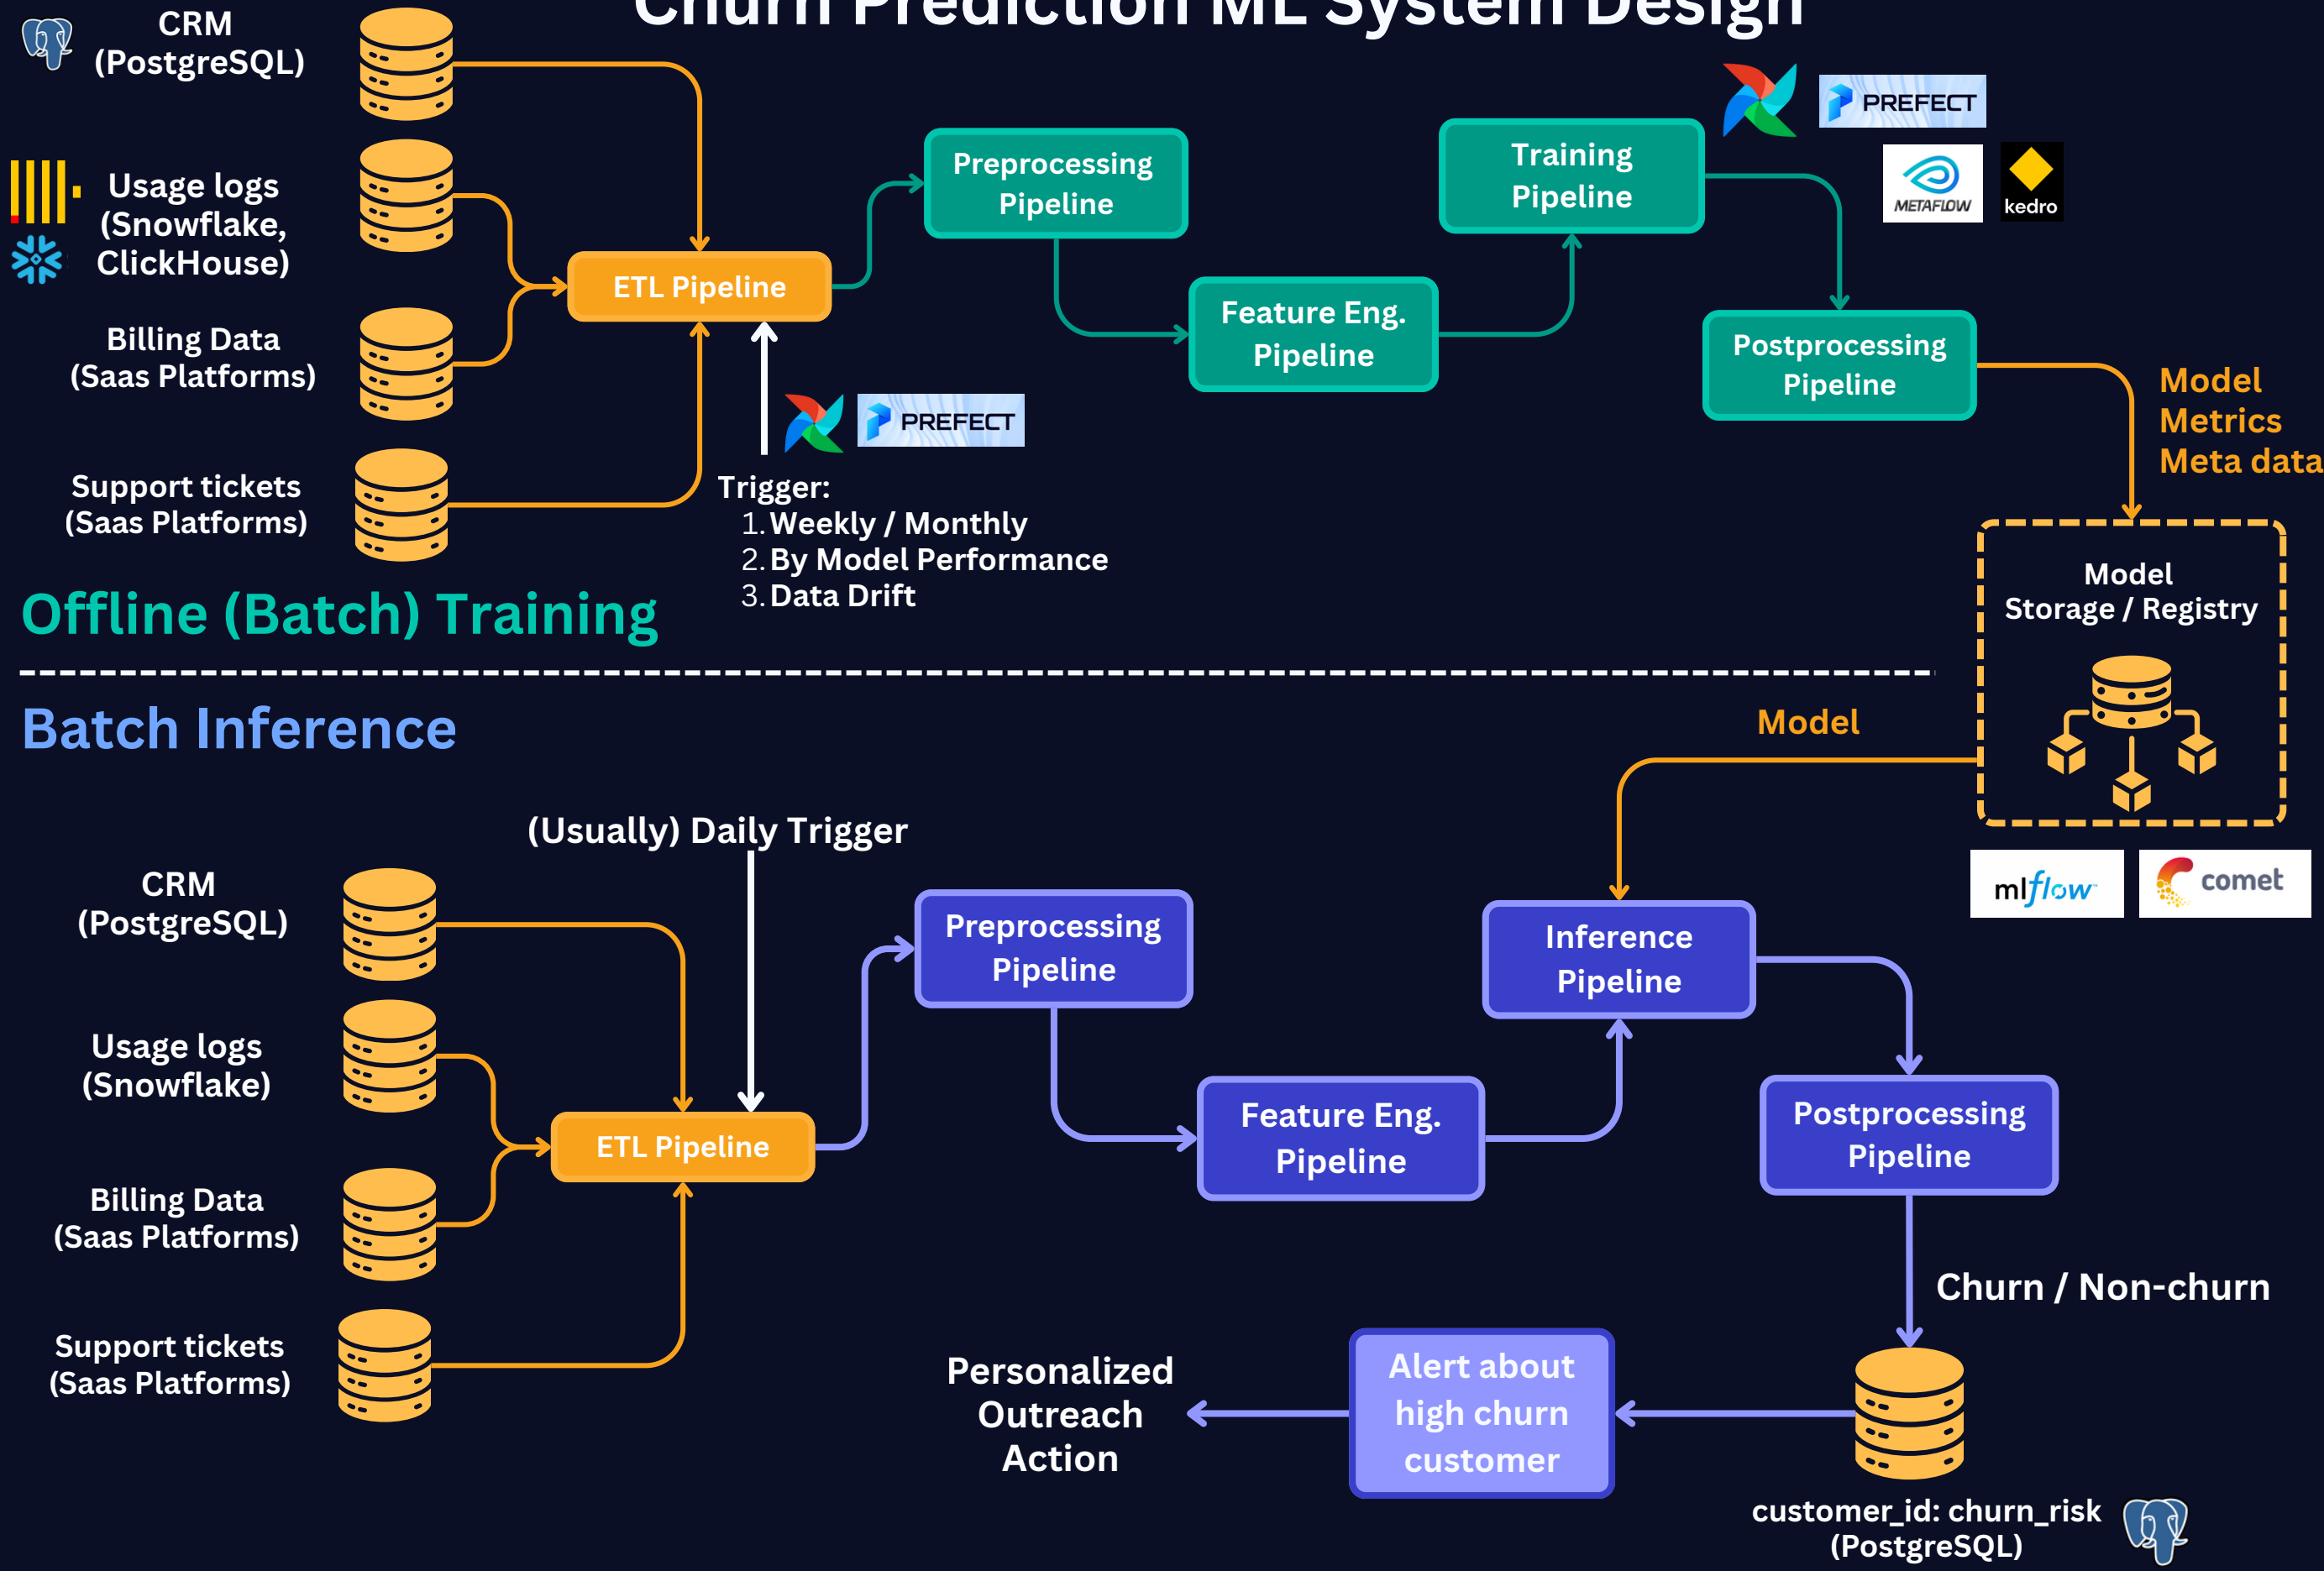 Churn Prediction ML System Design
CRM
(PostgreSQL)
Usage logs
(Snowflake,
ClickHouse)
Billing Data
(Saas Platforms)
Support tickets
(Saas Platforms)
ETL Pipeline
PREFECT
Trigger:
1. Weekly / Monthly
2. By Model Performance
3. Data Drift
Preprocessing
Pipeline
Feature Eng.
Pipeline
Training
Pipeline
PREFECT
METAFLOW
kedro
Postprocessing
Pipeline
Model
Metrics
Meta data
Model
Storage / Registry
mlflow
comet
Offline (Batch) Training
Batch Inference
Model
(Usually) Daily Trigger
CRM
(PostgreSQL)
Usage logs
(Snowflake)
Billing Data
(Saas Platforms)
Support tickets
(Saas Platforms)
ETL Pipeline
Preprocessing
Pipeline
Feature Eng.
Pipeline
Inference
Pipeline
Postprocessing
Pipeline
Churn / Non-churn
customer_id: churn_risk
(PostgreSQL)
Alert about
high churn
customer
Personalized
Outreach
Action